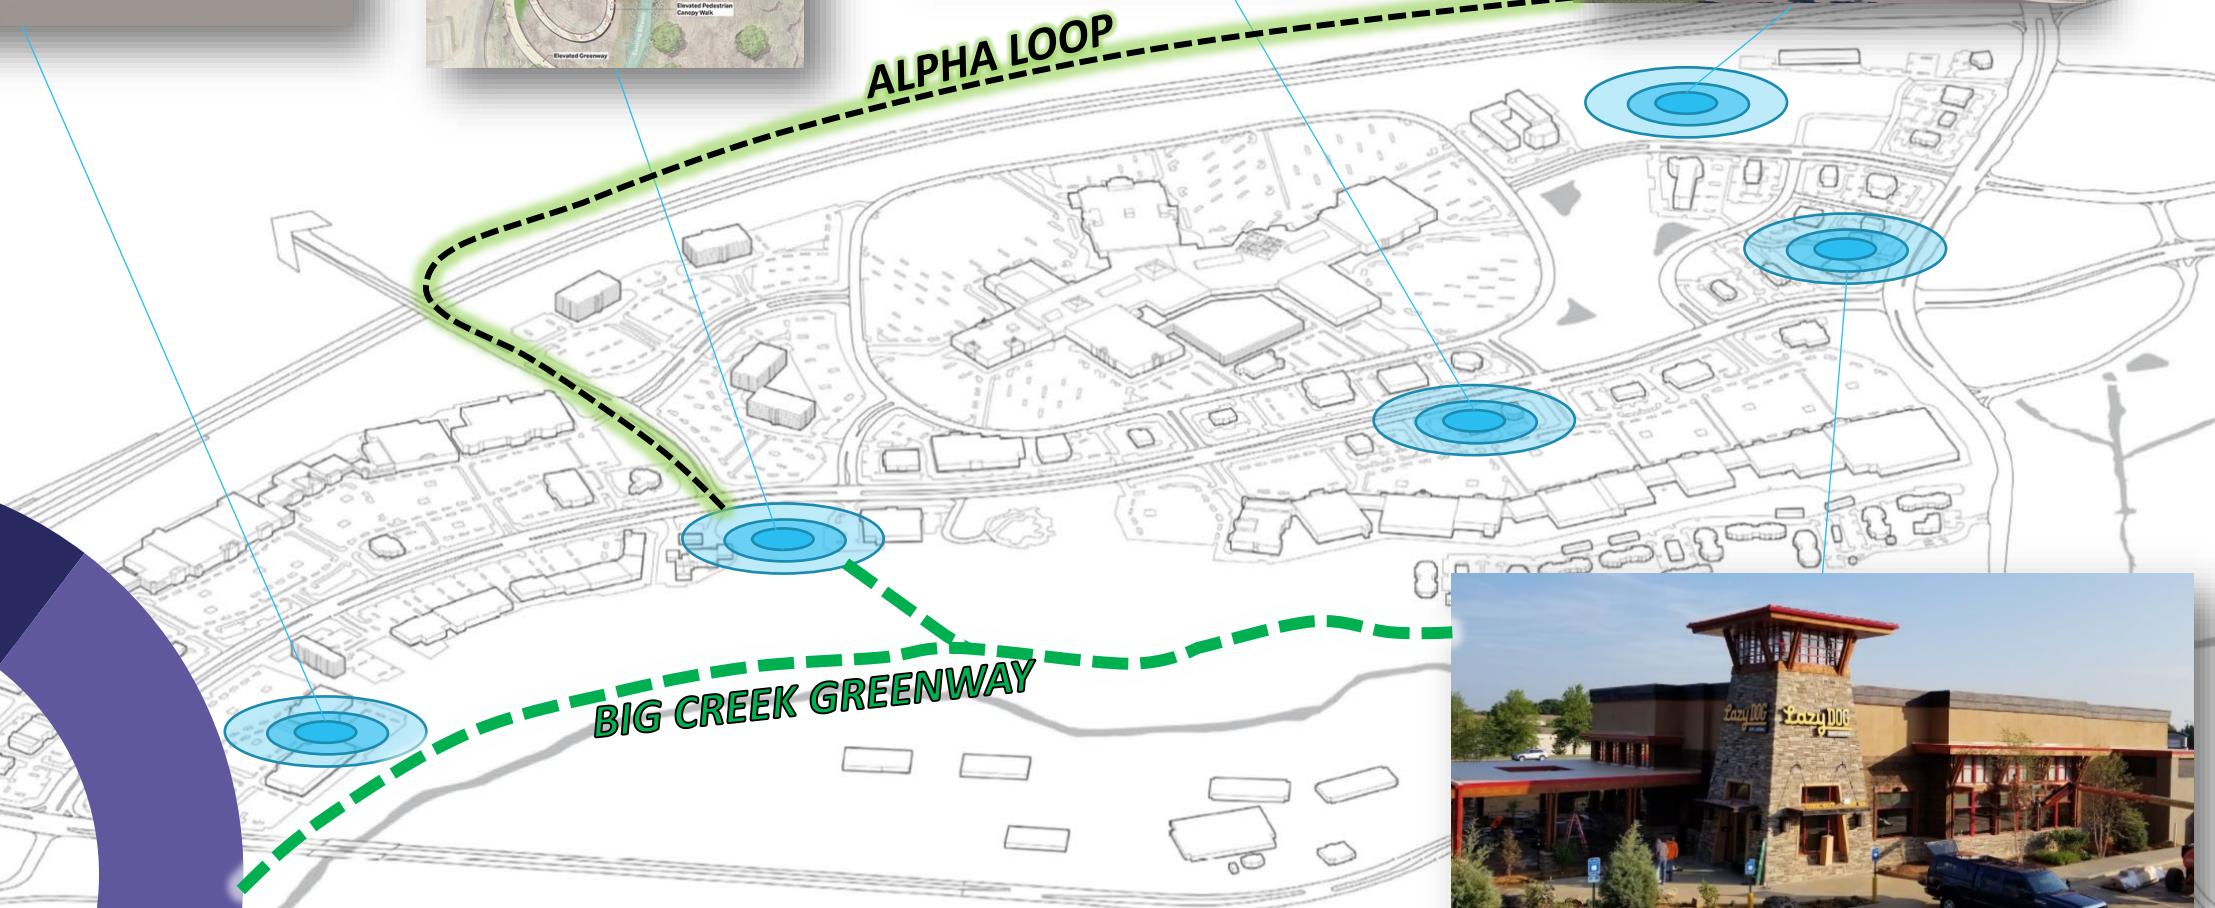 Elevated Pedestrian
Canopy Walk
Elevated Greenway
ALPHA LOOP
BIG CREEK GREENWAY
Lazy DOG
Lazy DOG